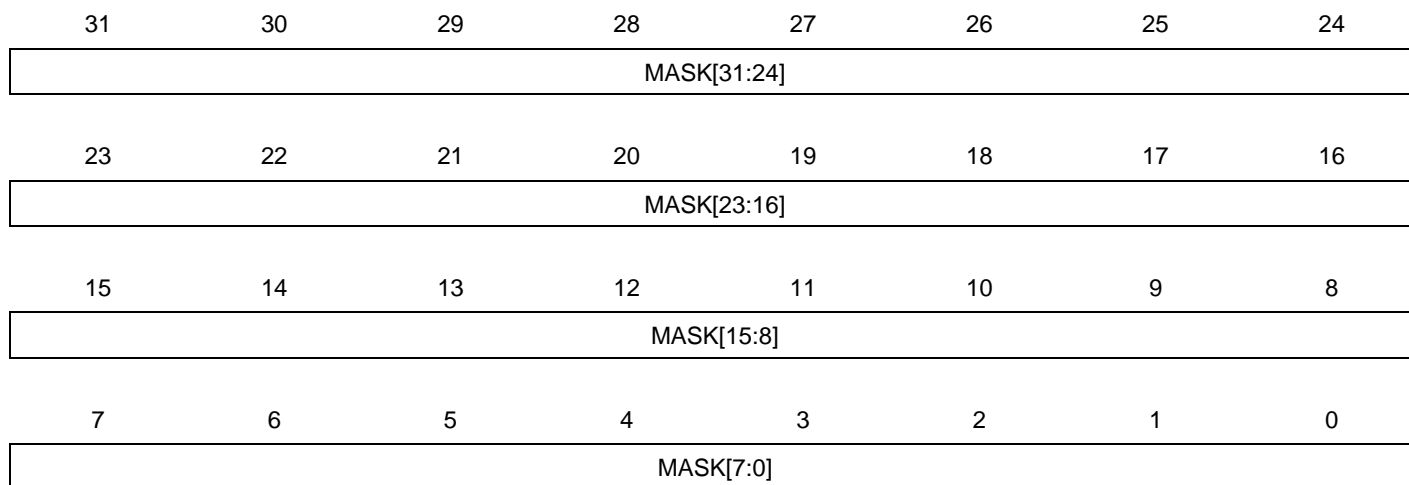 31 30 29 28 27 26 25 24
MASK[31:24]
23 22 21 20 19 18 17 16
MASK[23:16]
15 14 13 12 11 10 9 8
MASK[15:8]
7 6 5 4 3 2 1 0
MASK[7:0]